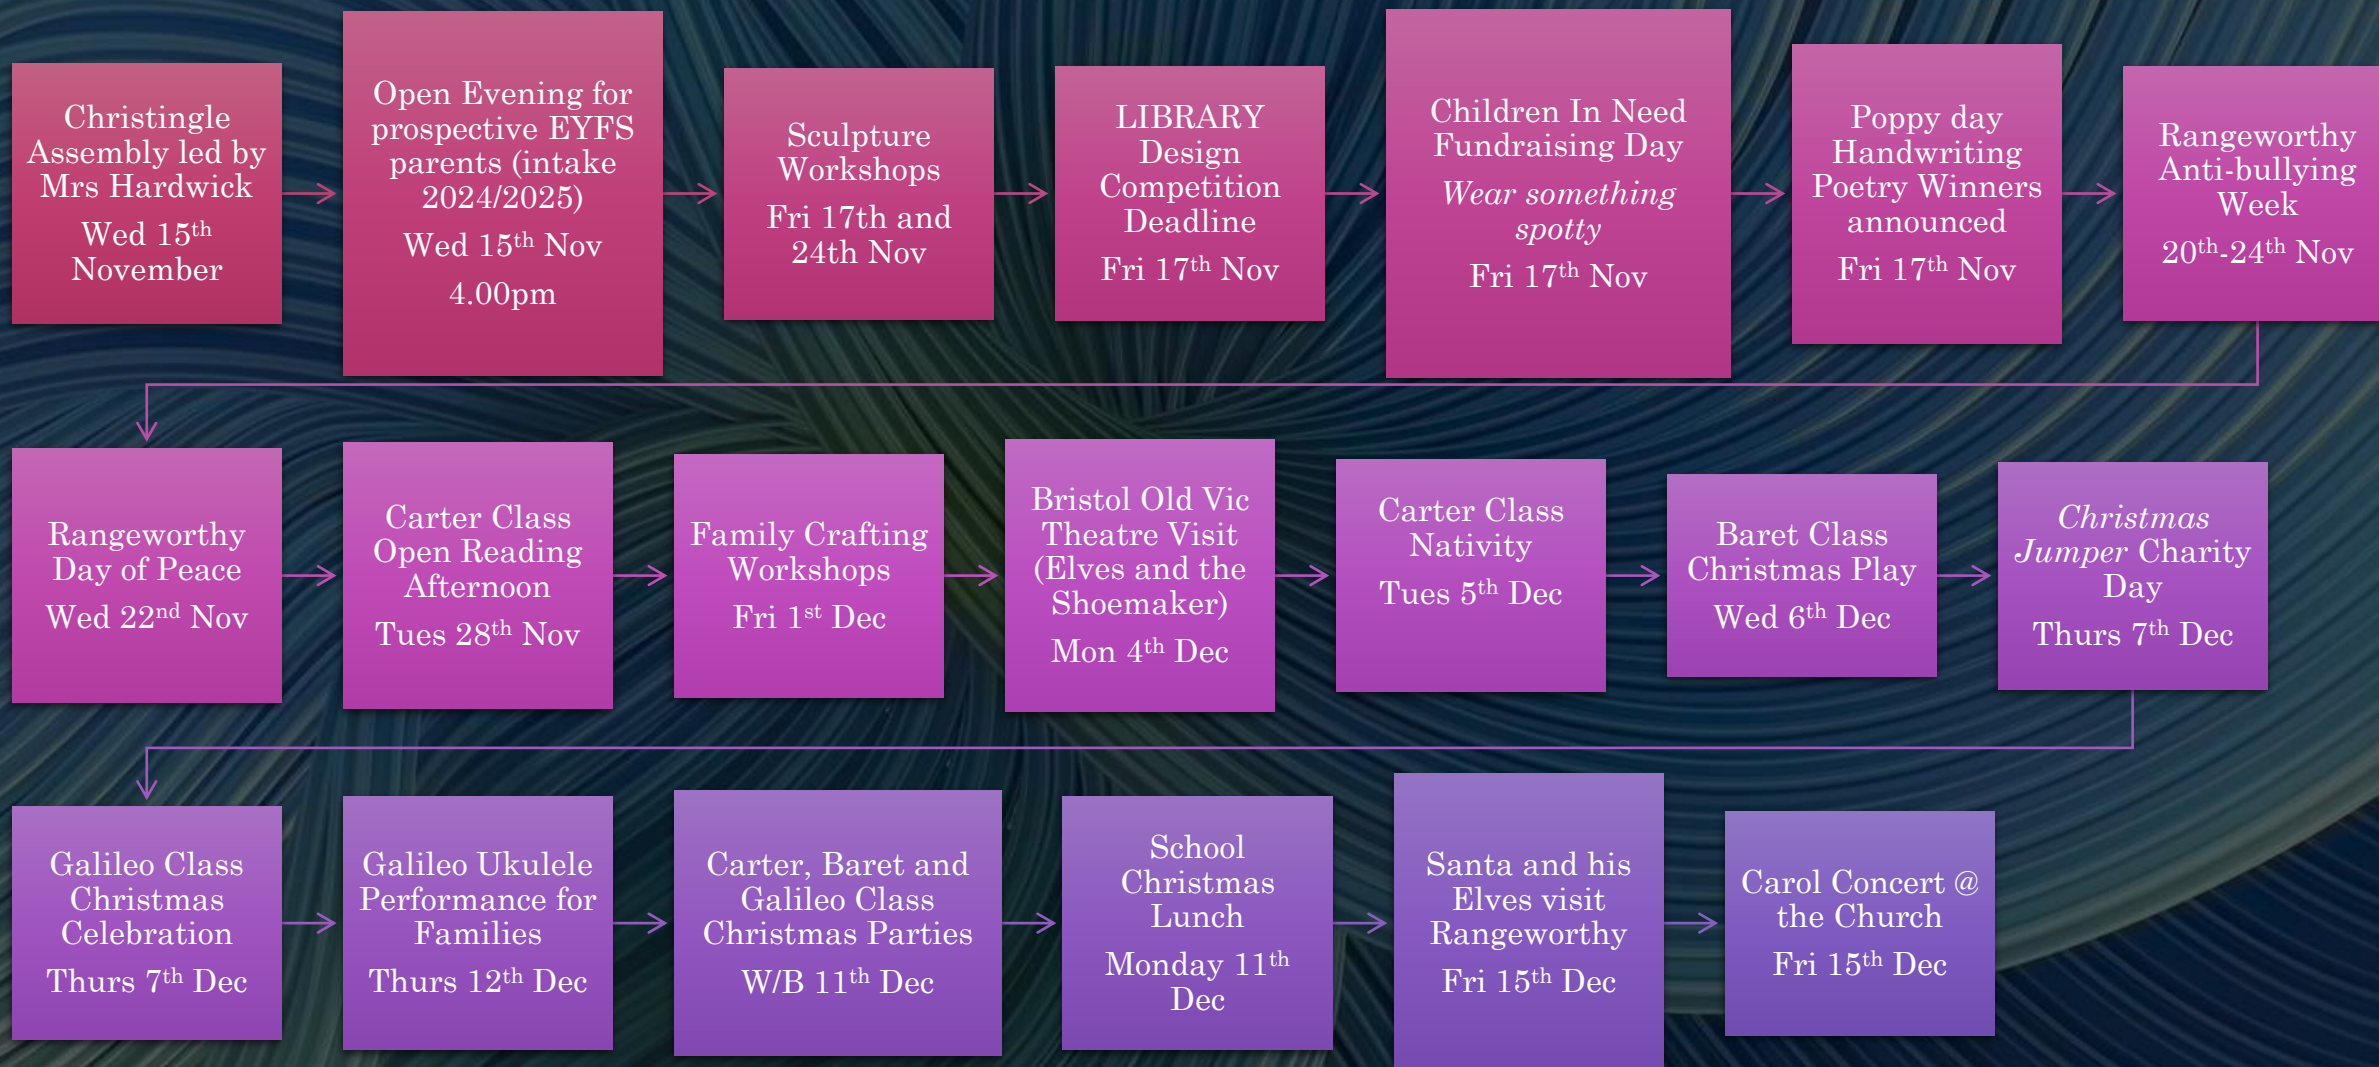 Christingle
Assembly led by
Mrs Hardwick
Wed 15th
November
Open Evening for
prospective EYFS
parents (intake
2024/2025)
Wed 15th Nov
4.00pm
Sculpture
Workshops
Fri 17th and
24th Nov
LIBRARY
Design
Competition
Deadline
Fri 17th Nov
Children In Need
Fundraising Day
Wear something
spotty
Fri 17th Nov
Poppy day
Handwriting
Poetry Winners
announced
Fri 17th Nov
Rangeworthy
Anti-bullying
Week
20th-24th Nov
Rangeworthy
Day of Peace
Wed 22nd Nov
Carter Class
Open Reading
Afternoon
Tues 28th Nov
Family Crafting
Workshops
Fri 1st Dec
Bristol Old Vic
Theatre Visit
(Elves and the
Shoemaker)
Mon 4th Dec
Carter Class
Nativity
Tues 5th Dec
Baret Class
Christmas Play
Wed 6th Dec
Christmas
Jumper Charity
Day
Thurs 7th Dec
Galileo Class
Christmas
Celebration
Thurs 7th Dec
Galileo Ukulele
Performance for
Families
Thurs 12th Dec
Carter, Baret and
Galileo Class
Christmas Parties
W/B 11th Dec
School
Christmas
Lunch
Monday 11th
Dec
Santa and his
Elves visit
Rangeworthy
Fri 15th Dec
Carol Concert @
the Church
Fri 15th Dec